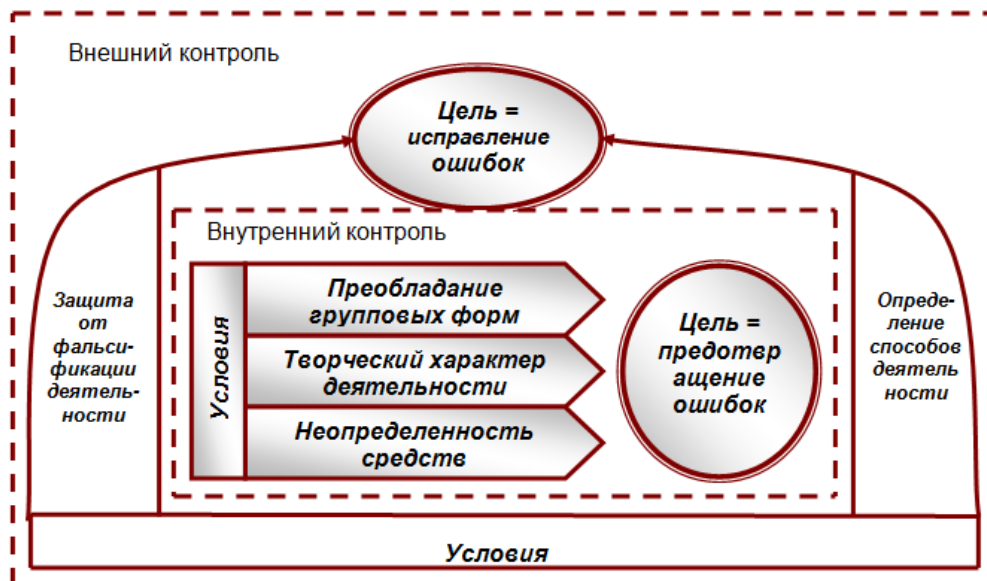 Внешний контроль
Цель =
исправление
ошибок
Внутренний контроль
Защита
от
фальси-
фикации
деятель-
ности
Условия
Преобладание
групповых форм
Творческий характер
деятельности
Неопределенность
средств
Цель =
предотвер
ащение
ошибок
Опреде-
ление
способов
деятель
ности
Условия